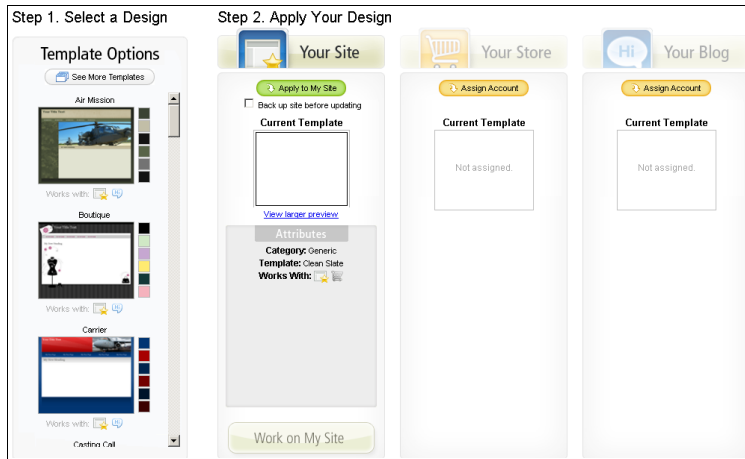 Step 1. Select a Design
Step 2. Apply Your Design
Template Options
See More Templates
Air Mission
Works with:
Boutique
Works with:
Carrier
Works with:
Casting Call
Your Site
Apply to My Site
Back up site before updating
Current Template
View larger preview
Attributes
Category: Generic
Template: Clean Slate
Works With:
Work on My Site
Your Store
Assign Account
Current Template
Not assigned.
Hi
Your Blog
Assign Account
Current Template
Not assigned.